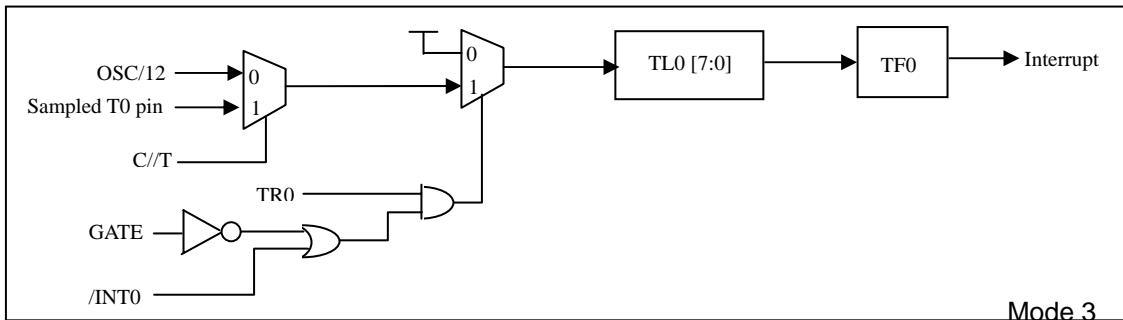 OSC/12
Sampled T0 pin
C//T
0
1
0
1
TL0 [7:0]
TF0
Interrupt
TR0
GATE
/INT0
Mode 3